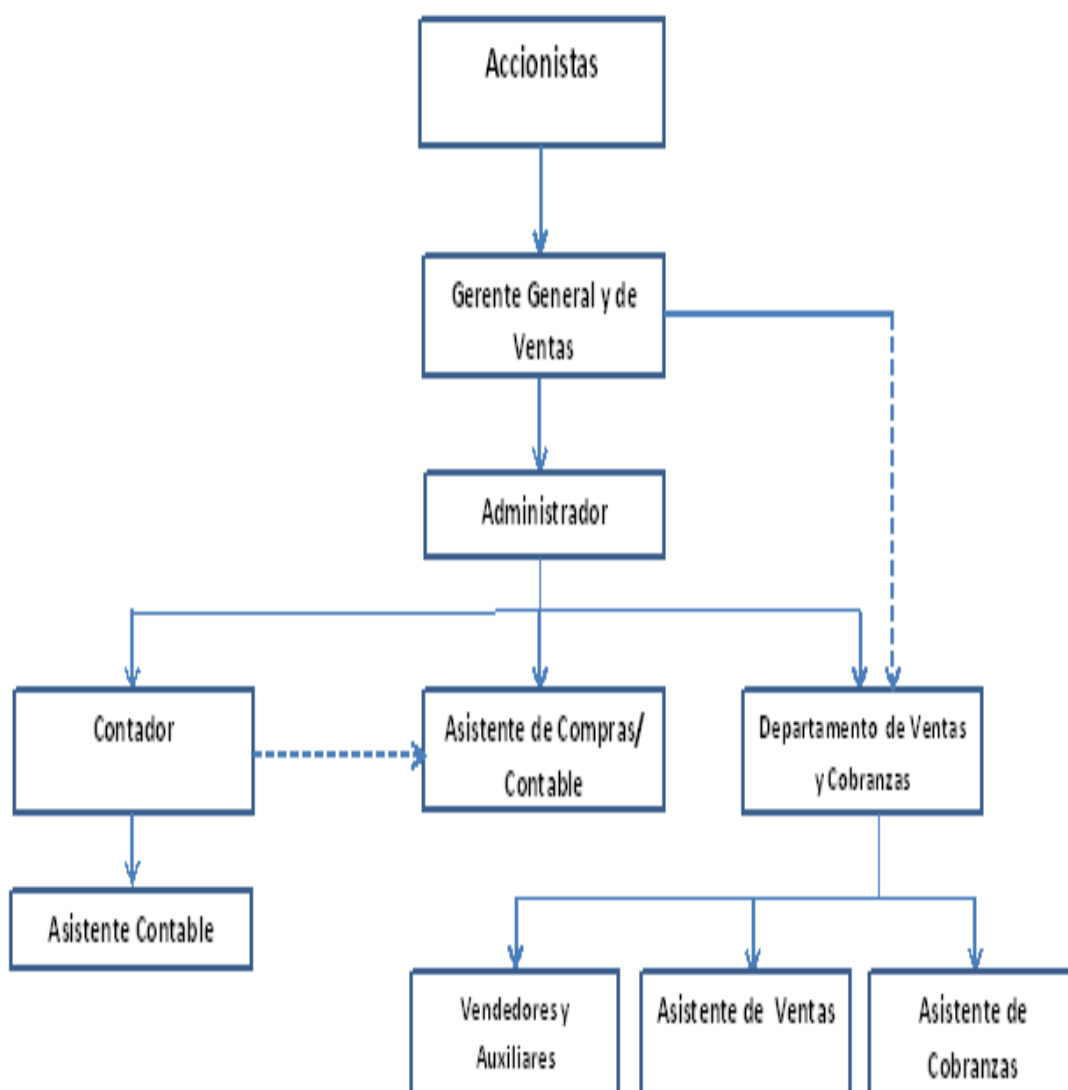 Accionistas
Gerente General y de
Ventas
Administrador
Contador
Asistente de Compras/
Contable
Departamento de Ventas
y Cobranzas
Asistente Contable
Vendedores y
Auxiliares
Asistente de Ventas
Asistente de
Cobranzas